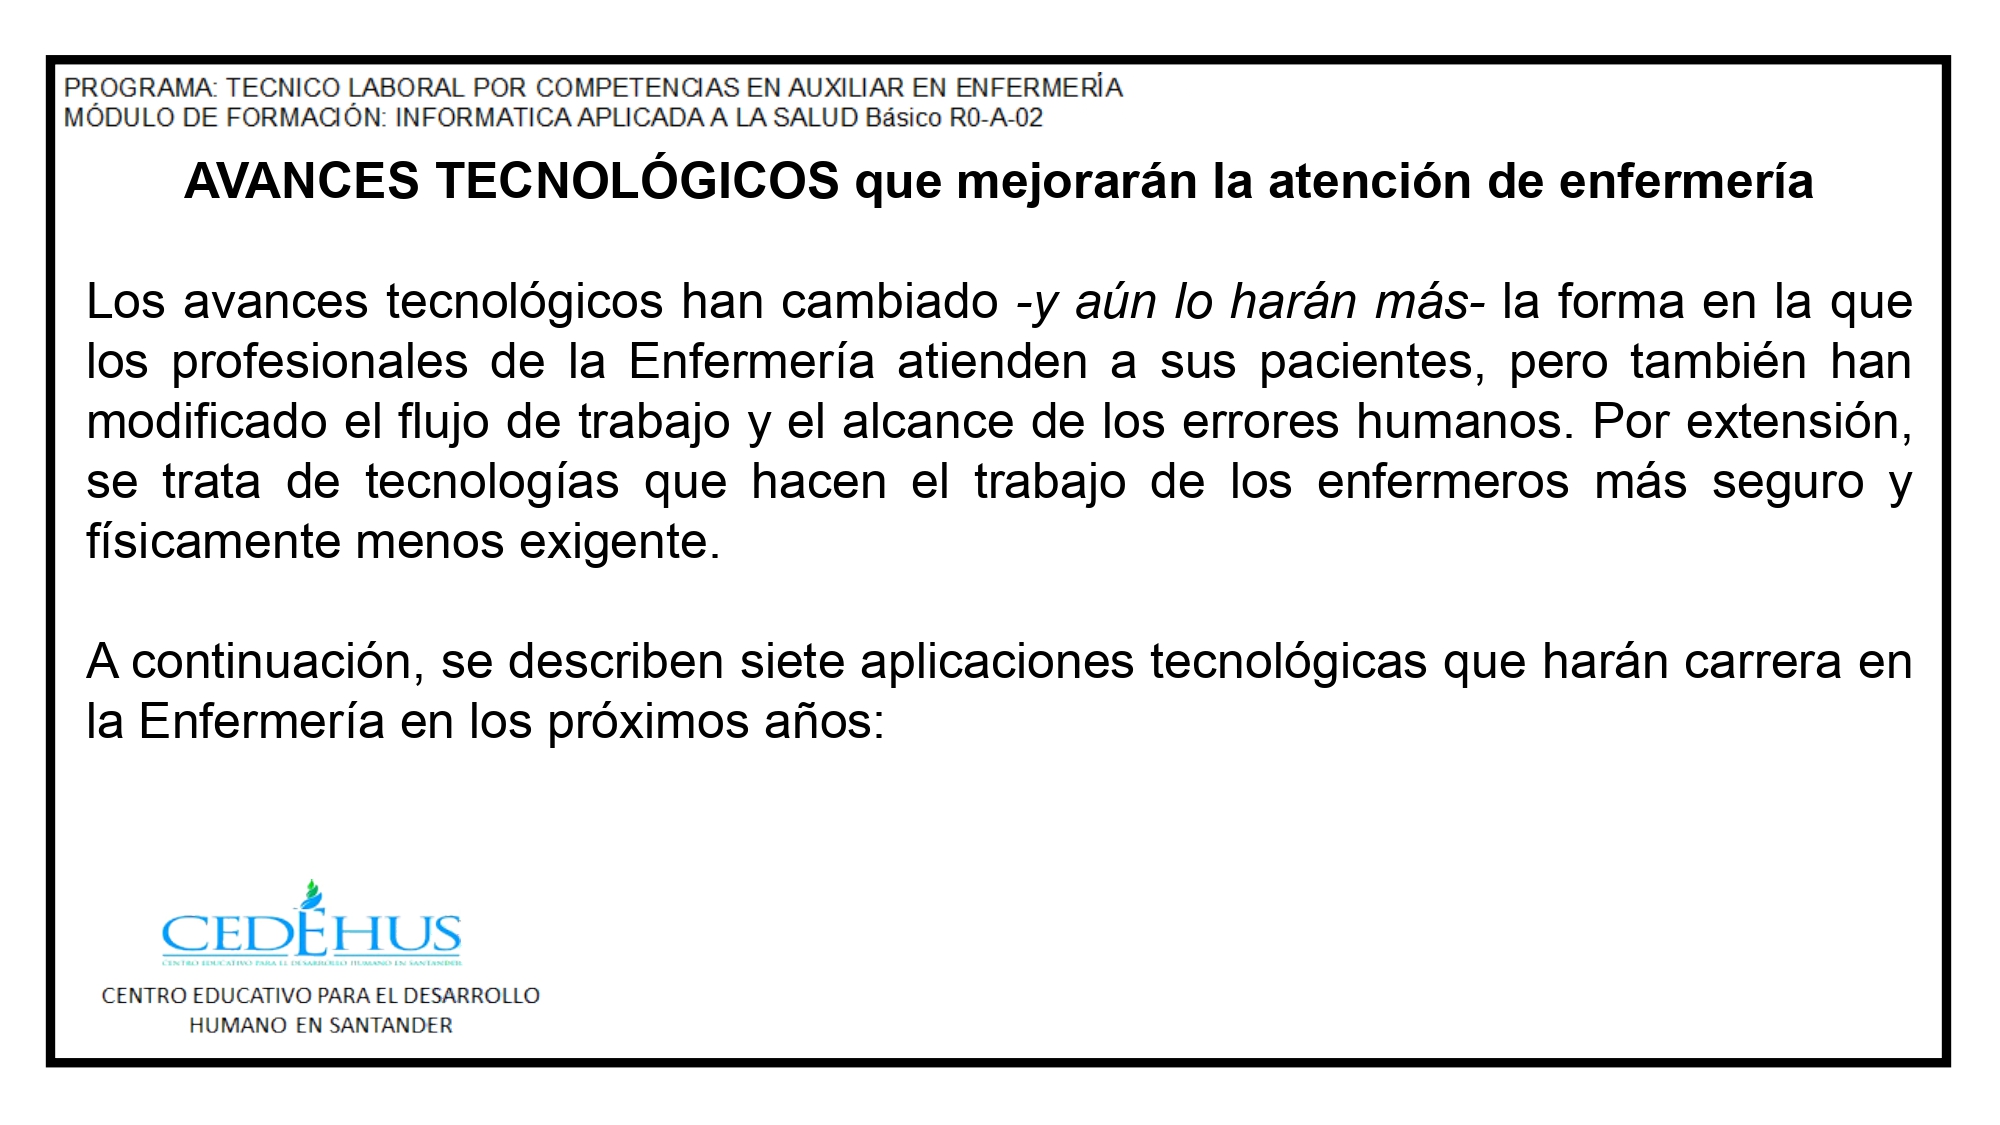 PROGRAMA: TECNICO LABORAL POR COMPETENCIAS EN AUXILIAR EN ENFERMERÍA
MÓDULO DE FORMACIÓN: INFORMATICA APLICADA A LA SALUD Básico R0-A-02
AVANCES TECNOLÓGICOS que mejorarán la atención de enfermería
Los avances tecnológicos han cambiado -y aún lo harán más- la forma en la que
los profesionales de la Enfermería atienden a sus pacientes, pero también han
modificado el flujo de trabajo y el alcance de los errores humanos. Por extensión,
se trata de tecnologías que hacen el trabajo de los enfermeros más seguro y
físicamente menos exigente.
A continuación, se describen siete aplicaciones tecnológicas que harán carrera en
la Enfermería en los próximos años:
CEDEHUS
CENTRO EDUCATIVO PARA EL DESARROLLO HUMANO EN SANTANDER
CENTRO EDUCATIVO PARA EL DESARROLLO
HUMANO EN SANTANDER